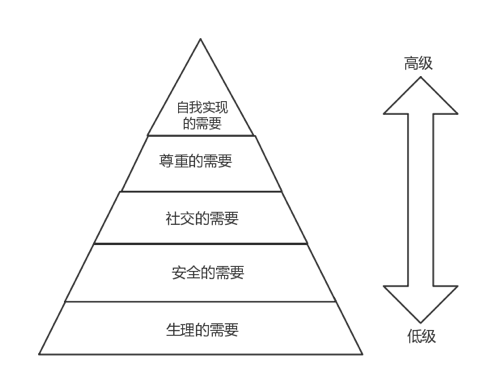 高级
自我实现
的需要
尊重的需要
社交的需要
安全的需要
生理的需要
低级